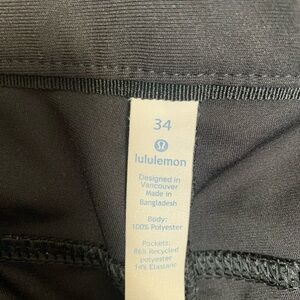 34
lululemon
Designed in
Vancouver
Made in
Bangladesh
Body:
100% Polyester
Pockets:
86% Recycled
polyester
14% Elastane